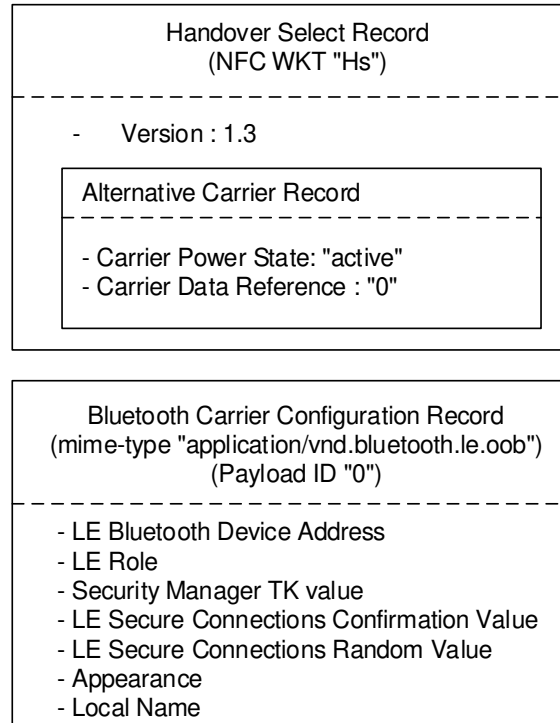 Handover Select Record
(NFC WKT "Hs")
- Version : 1.3
Alternative Carrier Record
- Carrier Power State: "active"
- Carrier Data Reference : "0"
Bluetooth Carrier Configuration Record
(mime-type "application/vnd.bluetooth.le.oob")
(Payload ID "0")
- LE Bluetooth Device Address
- LE Role
- Security Manager TK value
- LE Secure Connections Confirmation Value
- LE Secure Connections Random Value
- Appearance
- Local Name